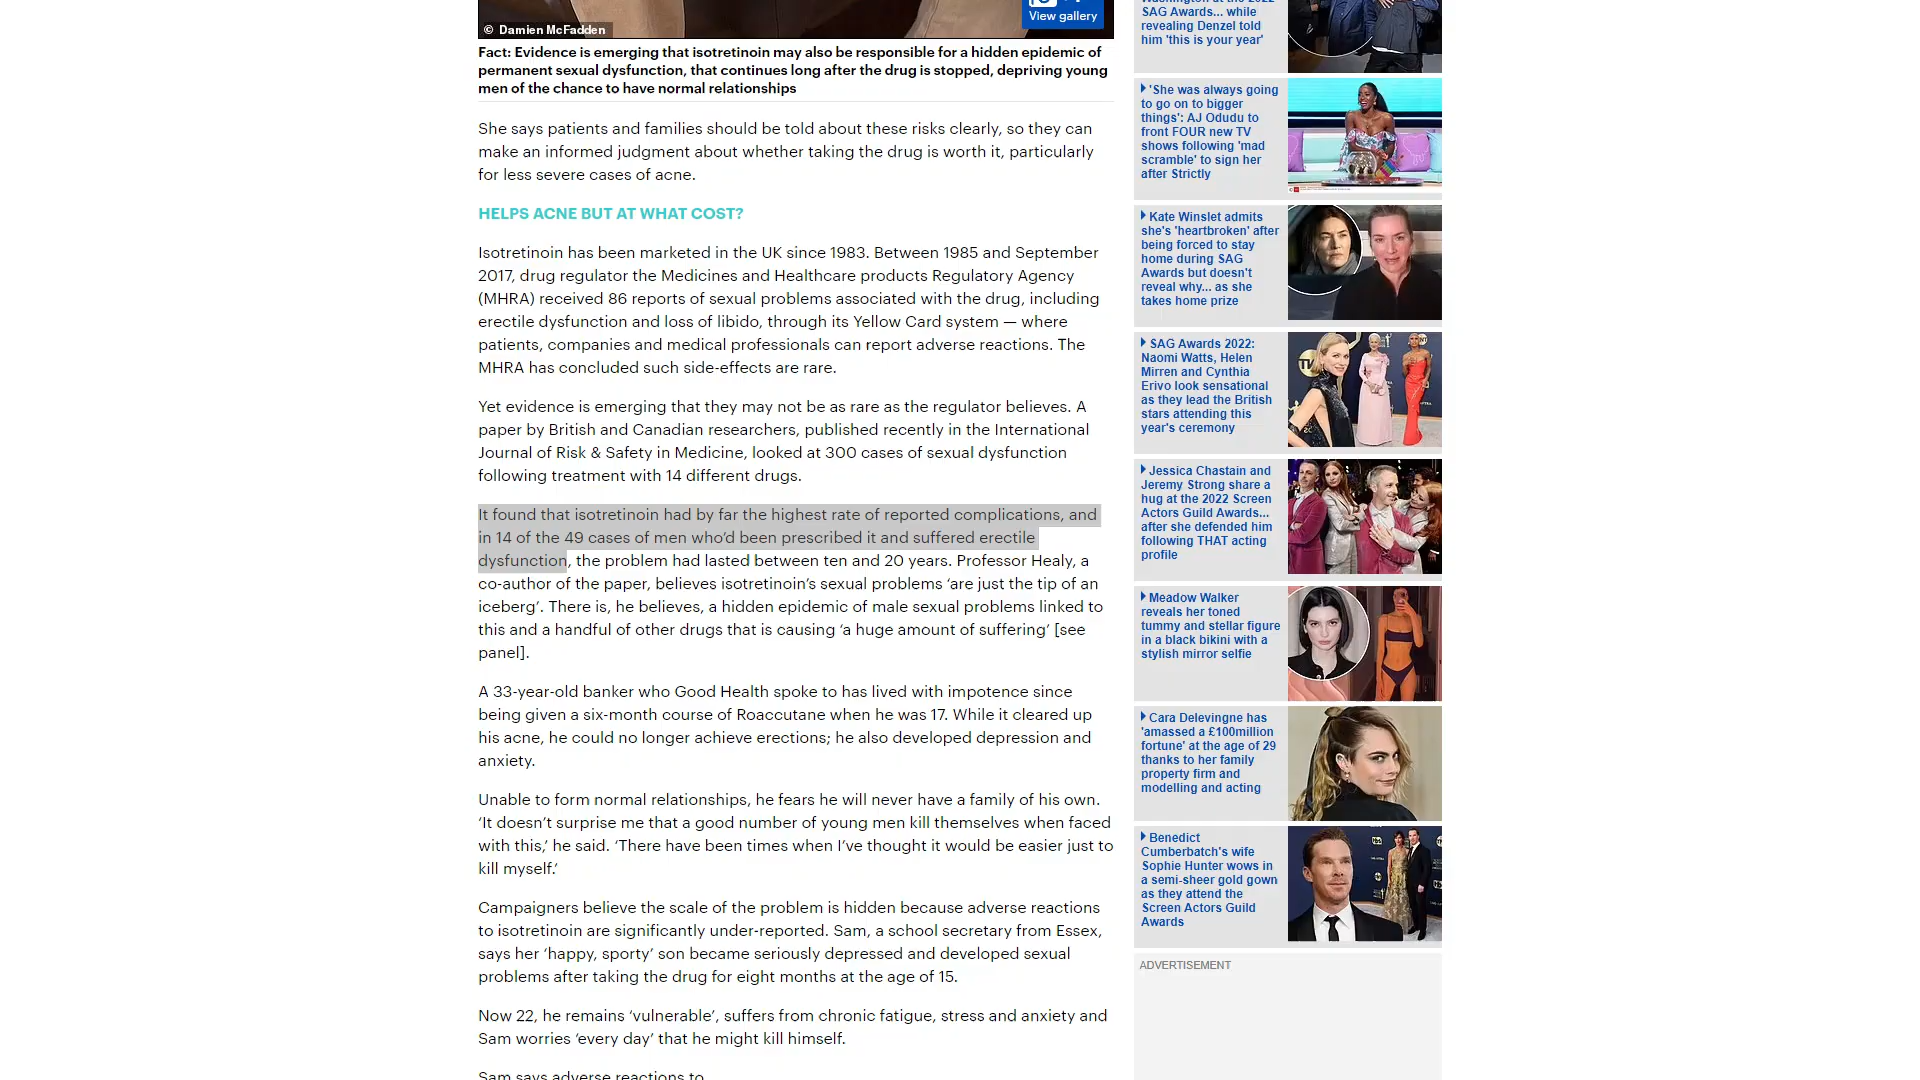 View gallery
© Damien McFadden
Fact: Evidence is emerging that isotretinoin may also be responsible for a hidden epidemic of
permanent sexual dysfunction, that continues long after the drug is stopped, depriving young
men of the chance to have normal relationships
She says patients and families should be told about these risks clearly, so they can
make an informed judgment about whether taking the drug is worth it, particularly
for less severe cases of acne.
HELPS ACNE BUT AT WHAT COST?
Isotretinoin has been marketed in the UK since 1983. Between 1985 and September
2017, drug regulator the Medicines and Healthcare products Regulatory Agency
(MHRA) received 86 reports of sexual problems associated with the drug, including
erectile dysfunction and loss of libido, through its Yellow Card system — where
patients, companies and medical professionals can report adverse reactions. The
MHRA has concluded such side-effects are rare.
Yet evidence is emerging that they may not be as rare as the regulator believes. A
paper by British and Canadian researchers, published recently in the International
Journal of Risk & Safety in Medicine, looked at 300 cases of sexual dysfunction
following treatment with 14 different drugs.
It found that isotretinoin had by far the highest rate of reported complications, and
in 14 of the 49 cases of men who’d been prescribed it and suffered erectile
dysfunction, the problem had lasted between ten and 20 years. Professor Healy, a
co-author of the paper, believes isotretinoin’s sexual problems ‘are just the tip of an
iceberg’. There is, he believes, a hidden epidemic of male sexual problems linked to
this and a handful of other drugs that is causing ‘a huge amount of suffering’ [see
panel].
A 33-year-old banker who Good Health spoke to has lived with impotence since
being given a six-month course of Roaccutane when he was 17. While it cleared up
his acne, he could no longer achieve erections; he also developed depression and
anxiety.
Unable to form normal relationships, he fears he will never have a family of his own.
‘It doesn’t surprise me that a good number of young men kill themselves when faced
with this,’ he said. ‘There have been times when I’ve thought it would be easier just to
kill myself.’
Campaigners believe the scale of the problem is hidden because adverse reactions
to isotretinoin are significantly under-reported. Sam, a school secretary from Essex,
says her ‘happy, sporty’ son became seriously depressed and developed sexual
problems after taking the drug for eight months at the age of 15.
Now 22, he remains ‘vulnerable’, suffers from chronic fatigue, stress and anxiety and
Sam worries ‘every day’ that he might kill himself.
Sam says adverse reactions to
Washington at the 2022
SAG Awards... while
revealing Denzel told
him 'this is your year'
'She was always going
to go on to bigger
things': AJ Odudu to
front FOUR new TV
shows following 'mad
scramble' to sign her
after Strictly
Kate Winslet admits
she's 'heartbroken' after
being forced to stay
home during SAG
Awards but doesn't
reveal why... as she
takes home prize
SAG Awards 2022:
Naomi Watts, Helen
Mirren and Cynthia
Erivo look sensational
as they lead the British
stars attending this
year's ceremony
Jessica Chastain and
Jeremy Strong share a
hug at the 2022 Screen
Actors Guild Awards...
after she defended him
following THAT acting
profile
Meadow Walker
reveals her toned
tummy and stellar figure
in a black bikini with a
stylish mirror selfie
Cara Delevingne has
'amassed a £100million
fortune' at the age of 29
thanks to her family
property firm and
modelling and acting
Benedict
Cumberbatch's wife
Sophie Hunter wows in
a semi-sheer gold gown
as they attend the
Screen Actors Guild
Awards
ADVERTISEMENT